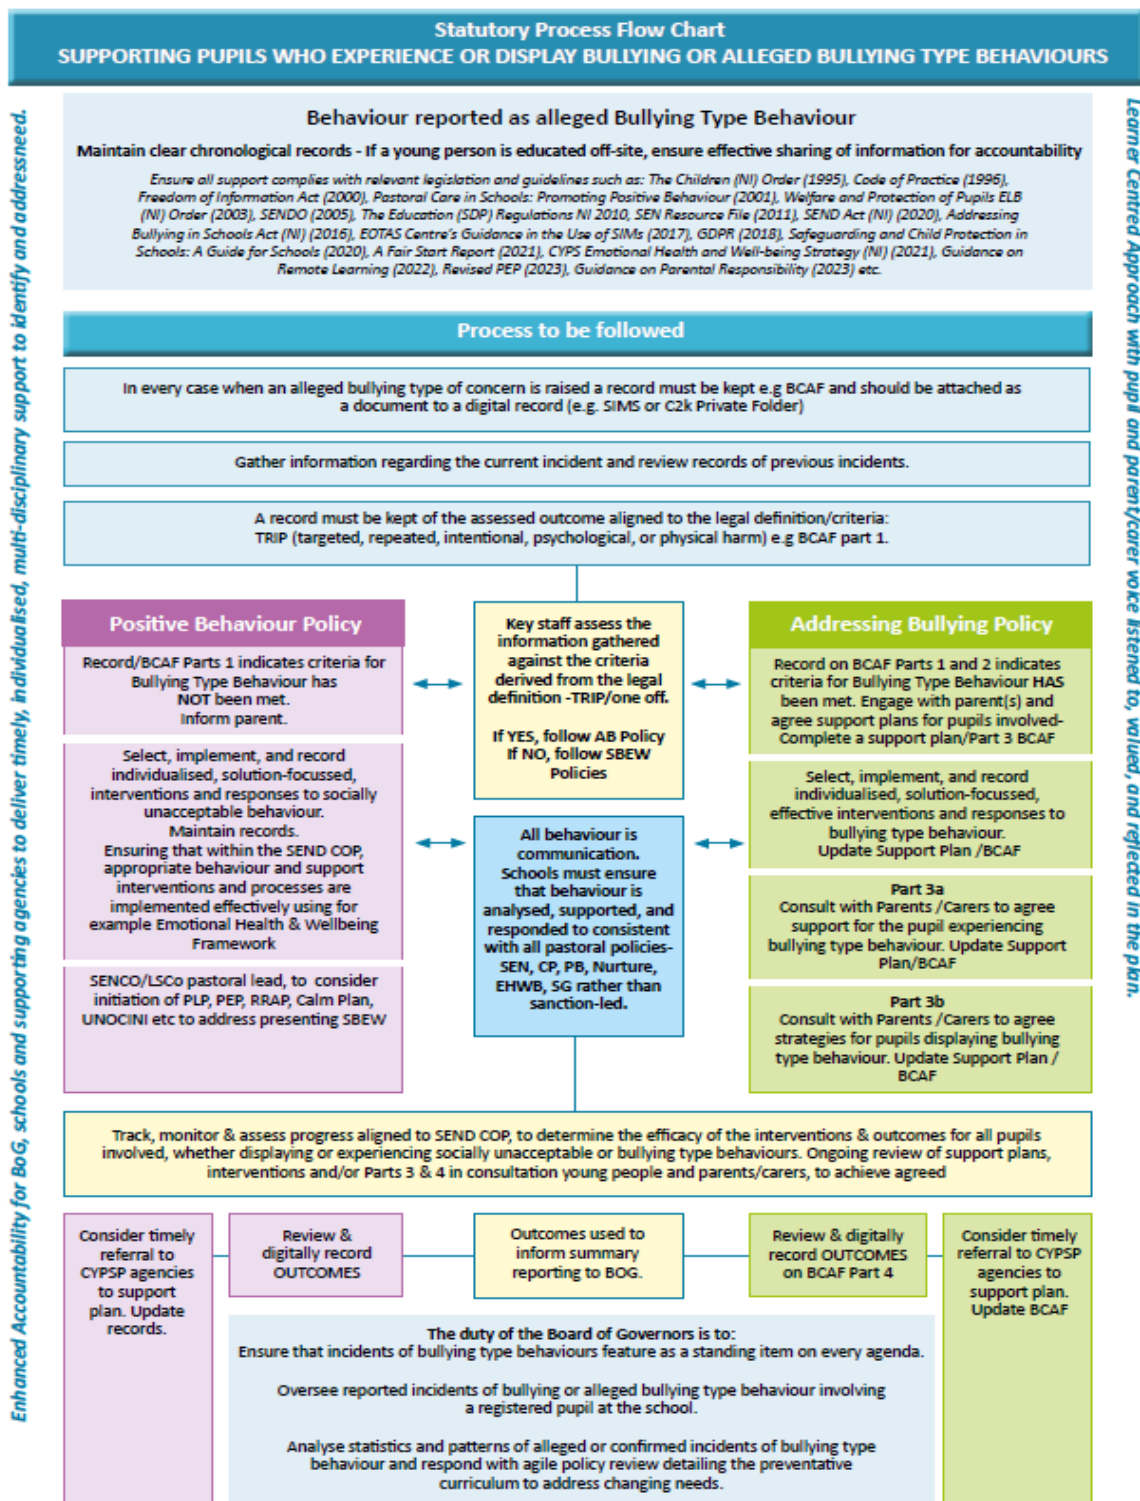 Statutory Process Flow Chart
SUPPORTING PUPILS WHO EXPERIENCE OR DISPLAY BULLYING OR ALLEGED BULLYING TYPE BEHAVIOURS
Enhanced Accountability for BoG, schools and supporting agencies to deliver timely, individualised, multi-disciplinary support to identify and addressneed.
Learner Centred Approach with pupil and parent/carer voice listened to, valued, and reflected in the plan.
Behaviour reported as alleged Bullying Type Behaviour
Maintain clear chronological records - If a young person is educated off-site, ensure effective sharing of information for accountability
Ensure all support complies with relevant legislation and guidelines such as: The Children (NI) Order (1995), Code of Practice (1996),
Freedom of Information Act (2000), Pastoral Care in Schools: Promoting Positive Behaviour (2001), Welfare and Protection of Pupils ELB
(NI) Order (2003), SENDO (2005), The Education (SDP) Regulations NI 2010, SEN Resource File (2011), SEND Act (NI) (2020), Addressing
Bullying in Schools Act (NI) (2016), EOTAS Centre's Guidance in the Use of SIMs (2017), GDPR (2018), Safeguarding and Child Protection in
Schools: A Guide for Schools (2020), A Fair Start Report (2021), CYPS Emotional Health and Well-being Strategy (NI) (2021), Guidance on
Remote Learning (2022), Revised PEP (2023), Guidance on Parental Responsibility (2023) etc.
Process to be followed
In every case when an alleged bullying type of concern is raised a record must be kept e.g BCAF and should be attached as
a document to a digital record (e.g. SIMS or C2k Private Folder)
Gather information regarding the current incident and review records of previous incidents.
A record must be kept of the assessed outcome aligned to the legal definition/criteria:
TRIP (targeted, repeated, intentional, psychological, or physical harm) e.g BCAF part 1.
Positive Behaviour Policy
Record/BCAF Parts 1 indicates criteria for
Bullying Type Behaviour has
NOT been met.
Inform parent.
Select, implement, and record
individualised, solution-focussed,
interventions and responses to socially
unacceptable behaviour.
Maintain records.
Ensuring that within the SEND COP,
appropriate behaviour and support
interventions and processes are
implemented effectively using for
example Emotional Health & Wellbeing
Framework
SENCO/LSCo pastoral lead, to consider
initiation of PLP, PEP, RRAP, Calm Plan,
UNOCINI etc to address presenting SBEW
Key staff assess the
information gathered
against the criteria
derived from the legal
definition -TRIP/one off.
If YES, follow AB Policy
If NO, follow SBEW
Policies
All behaviour is
communication.
Schools must ensure
that behaviour is
analysed, supported, and
responded to consistent
with all pastoral policies-
SEN, CP, PB, Nurture,
EHWB, SG rather than
sanction-led.
Addressing Bullying Policy
Record on BCAF Parts 1 and 2 indicates
criteria for Bullying Type Behaviour HAS
been met. Engage with parent(s) and
agree support plans for pupils involved-
Complete a support plan/Part 3 BCAF
Select, implement, and record
individualised, solution-focussed,
effective interventions and responses to
bullying type behaviour.
Update Support Plan /BCAF
Part 3a
Consult with Parents /Carers to agree
support for the pupil experiencing
bullying type behaviour. Update Support
Plan/BCAF
Part 3b
Consult with Parents /Carers to agree
strategies for pupils displaying bullying
type behaviour. Update Support Plan /
BCAF
Track, monitor & assess progress aligned to SEND COP, to determine the efficacy of the interventions & outcomes for all pupils
involved, whether displaying or experiencing socially unacceptable or bullying type behaviours. Ongoing review of support plans,
interventions and/or Parts 3 & 4 in consultation young people and parents/carers, to achieve agreed
Consider timely
referral to
CYPSP agencies
to support
plan. Update
records.
Review &
digitally record
OUTCOMES
Outcomes used to
inform summary
reporting to BOG.
Review & digitally
record OUTCOMES
on BCAF Part 4
Consider timely
referral to CYPSP
agencies to
support plan.
Update BCAF
The duty of the Board of Governors is to:
Ensure that incidents of bullying type behaviours feature as a standing item on every agenda.
Oversee reported incidents of bullying or alleged bullying type behaviour involving
a registered pupil at the school.
Analyse statistics and patterns of alleged or confirmed incidents of bullying type
behaviour and respond with agile policy review detailing the preventative
curriculum to address changing needs.